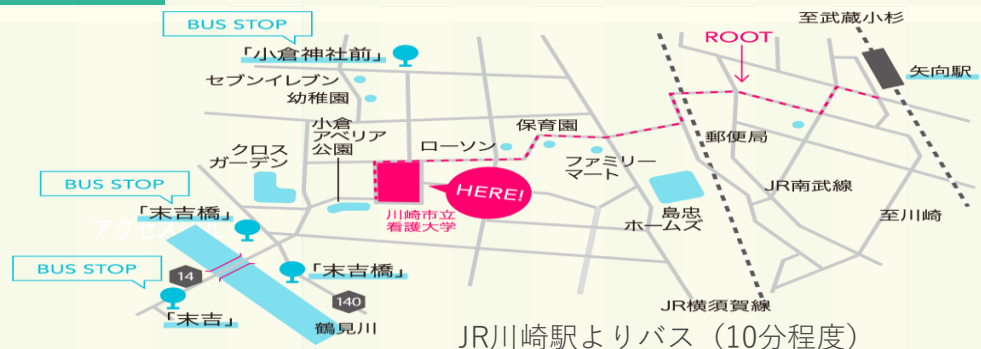 BUS STOP
「小倉神社前」
セブンイレブン
幼稚園
小倉
アベリア
公園
クロス
ガーデン
BUS STOP
「末吉橋」
BUS STOP
14
「末吉」
「末吉橋」
140
鶴見川
川崎市立
看護大学
HERE!
ローソン
保育園
ファミリー
マート
島忠
ホームズ
ROOT
至武蔵小杉
矢向駅
郵便局
JR南武線
至川崎
JR横須賀線
JR川崎駅よりバス（10分程度）